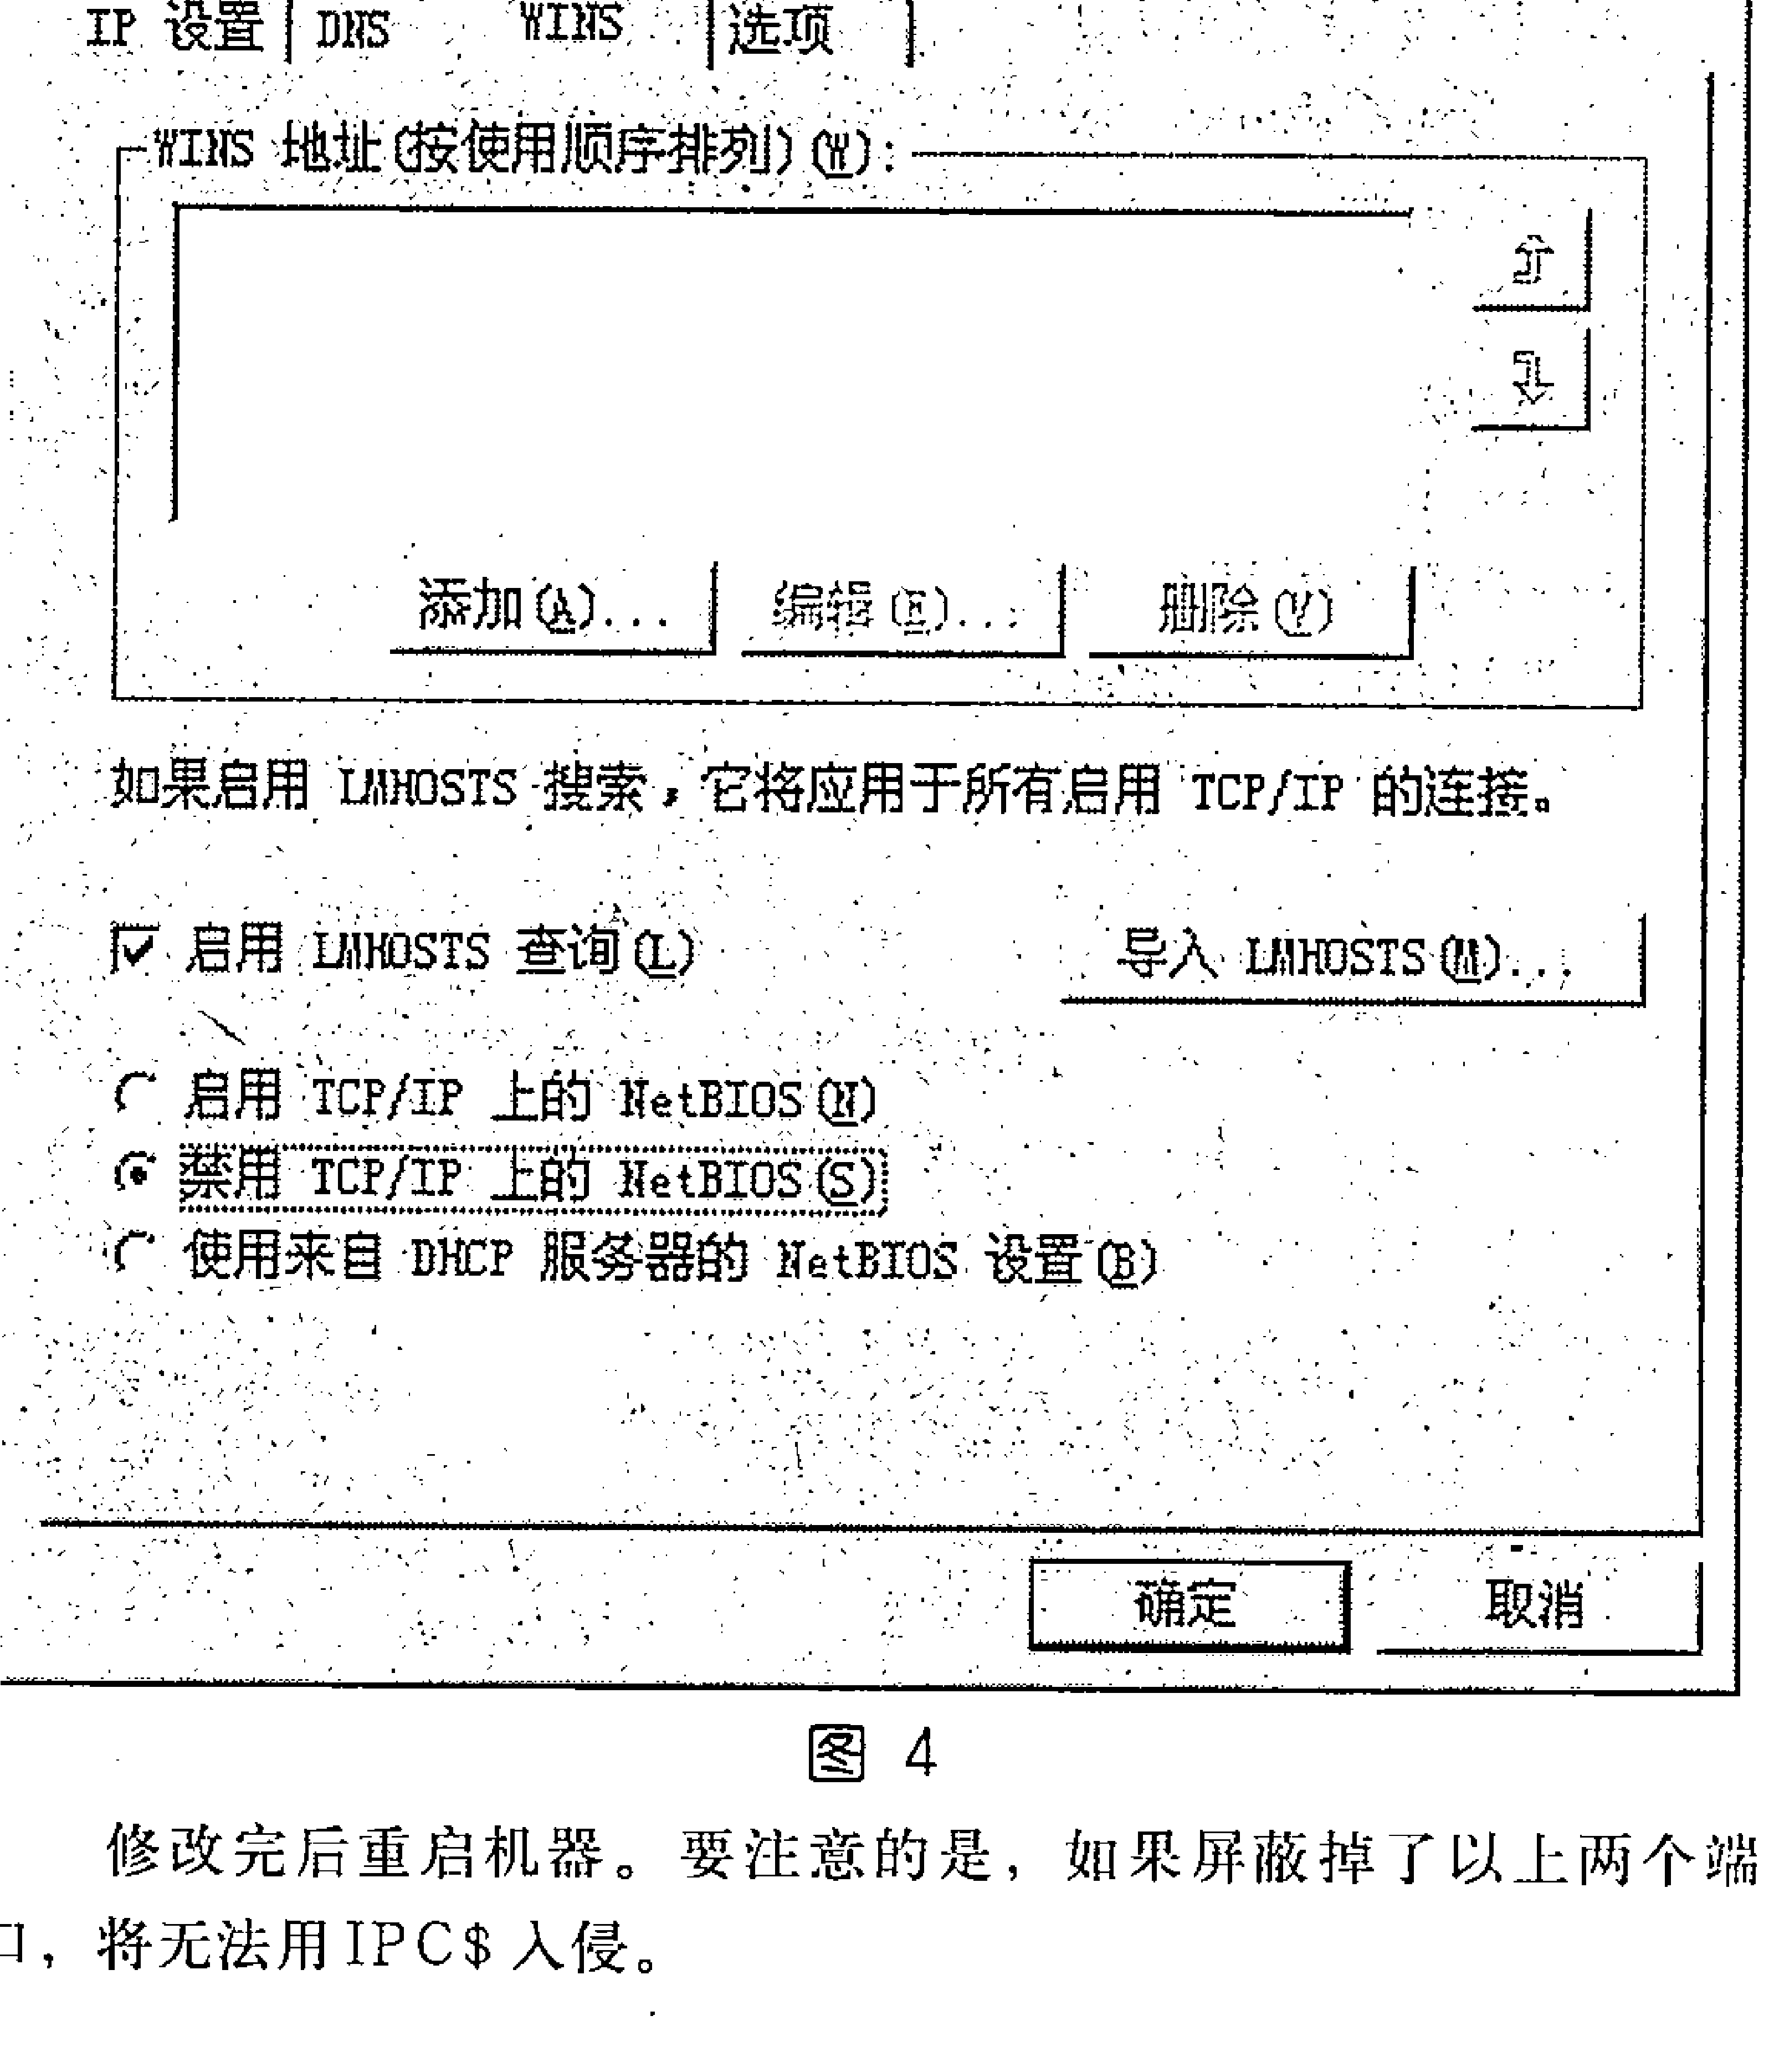 IP 设置 DNS WINS 选项
WINS 地址(按使用顺序排列)(W):
添加(A)... 编辑(E)... 删除(V)
如果启用 LMHOSTS 搜索，它将应用于所有启用 TCP/IP 的连接。
启用 LMHOSTS 查询(L) 导入 LMHOSTS(M)...
启用 TCP/IP 上的 NetBIOS(N)
禁用 TCP/IP 上的 NetBIOS(S)
使用来自 DHCP 服务器的 NetBIOS 设置(B)
确定 取消
图 4
修改完后重启机器。要注意的是，如果屏蔽掉了以上两个端
口，将无法用IPC$入侵。